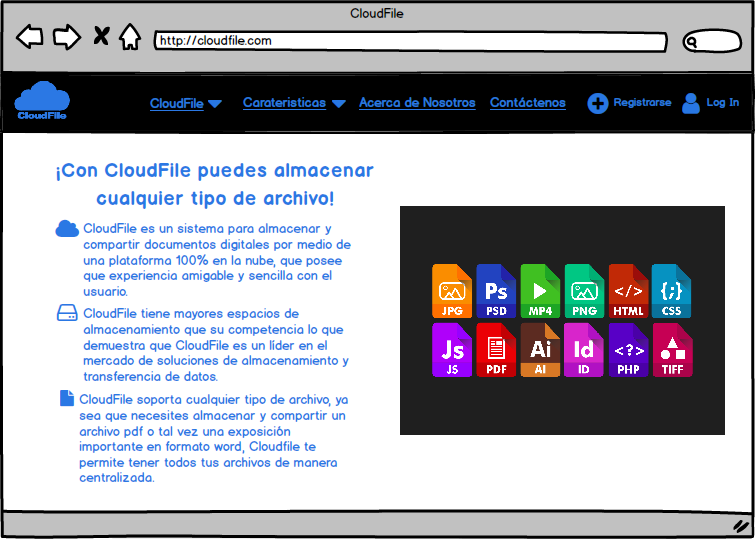 CloudFile
http://cloudfile.com
CloudFile
CloudFile Carateristicas Acerca de Nosotros Contáctenos Registrarse Log In
¡Con CloudFile puedes almacenar
cualquier tipo de archivo!
CloudFile es un sistema para almacenar y
compartir documentos digitales por medio de
una plataforma 100% en la nube, que posee
que experiencia amigable y sencilla con el
usuario.
CloudFile tiene mayores espacios de
almacenamiento que su competencia lo que
demuestra que CloudFile es un líder en el
mercado de soluciones de almacenamiento y
transferencia de datos.
CloudFile soporta cualquier tipo de archivo, ya
sea que necesites almacenar y compartir un
archivo pdf o tal vez una exposición
importante en formato word, Cloudfile te
permite tener todos tus archivos de manera
centralizada.
Ps </> {;}
JPG PSD MP4 PNG HTML CSS
Js Ai Id <?>
JS PDF AI ID PHP TIFF